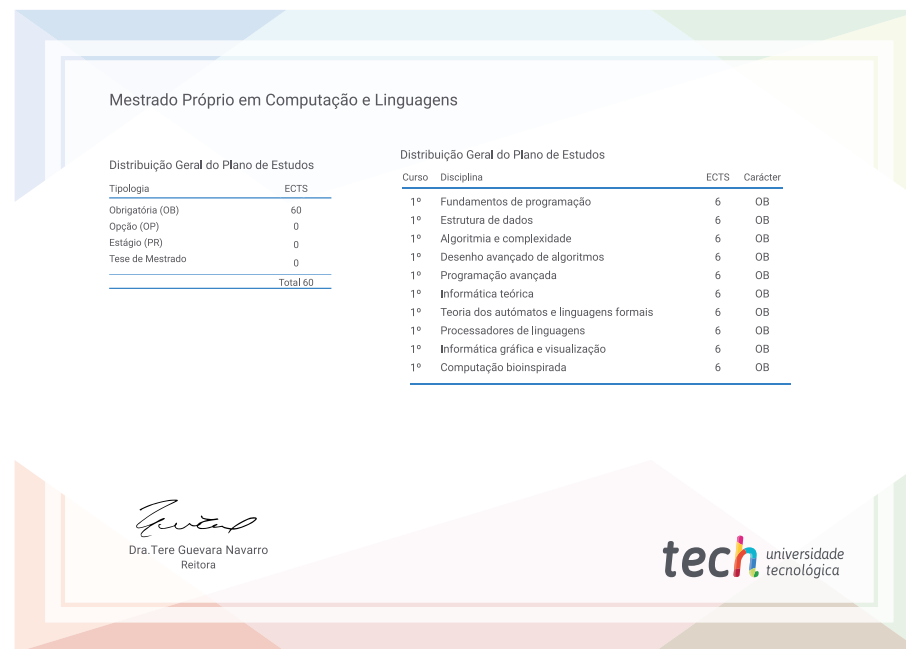 Mestrado Próprio em Computação e Linguagens
Distribuição Geral do Plano de Estudos
Tipologia ECTS
Obrigatória (OB) 60
Opção (OP) 0
Estágio (PR) 0
Tese de Mestrado 0
Total 60
Distribuição Geral do Plano de Estudos
Curso Disciplina ECTS Carácter
1º Fundamentos de programação 6 OB
1º Estrutura de dados 6 OB
1º Algoritmia e complexidade 6 OB
1º Desenho avançado de algoritmos 6 OB
1º Programação avançada 6 OB
1º Informática teórica 6 OB
1º Teoria dos autómatos e linguagens formais 6 OB
1º Processadores de linguagens 6 OB
1º Informática gráfica e visualização 6 OB
1º Computação bioinspirada 6 OB
Dra.Tere Guevara Navarro
Reitora
tech universidade
tecnológica